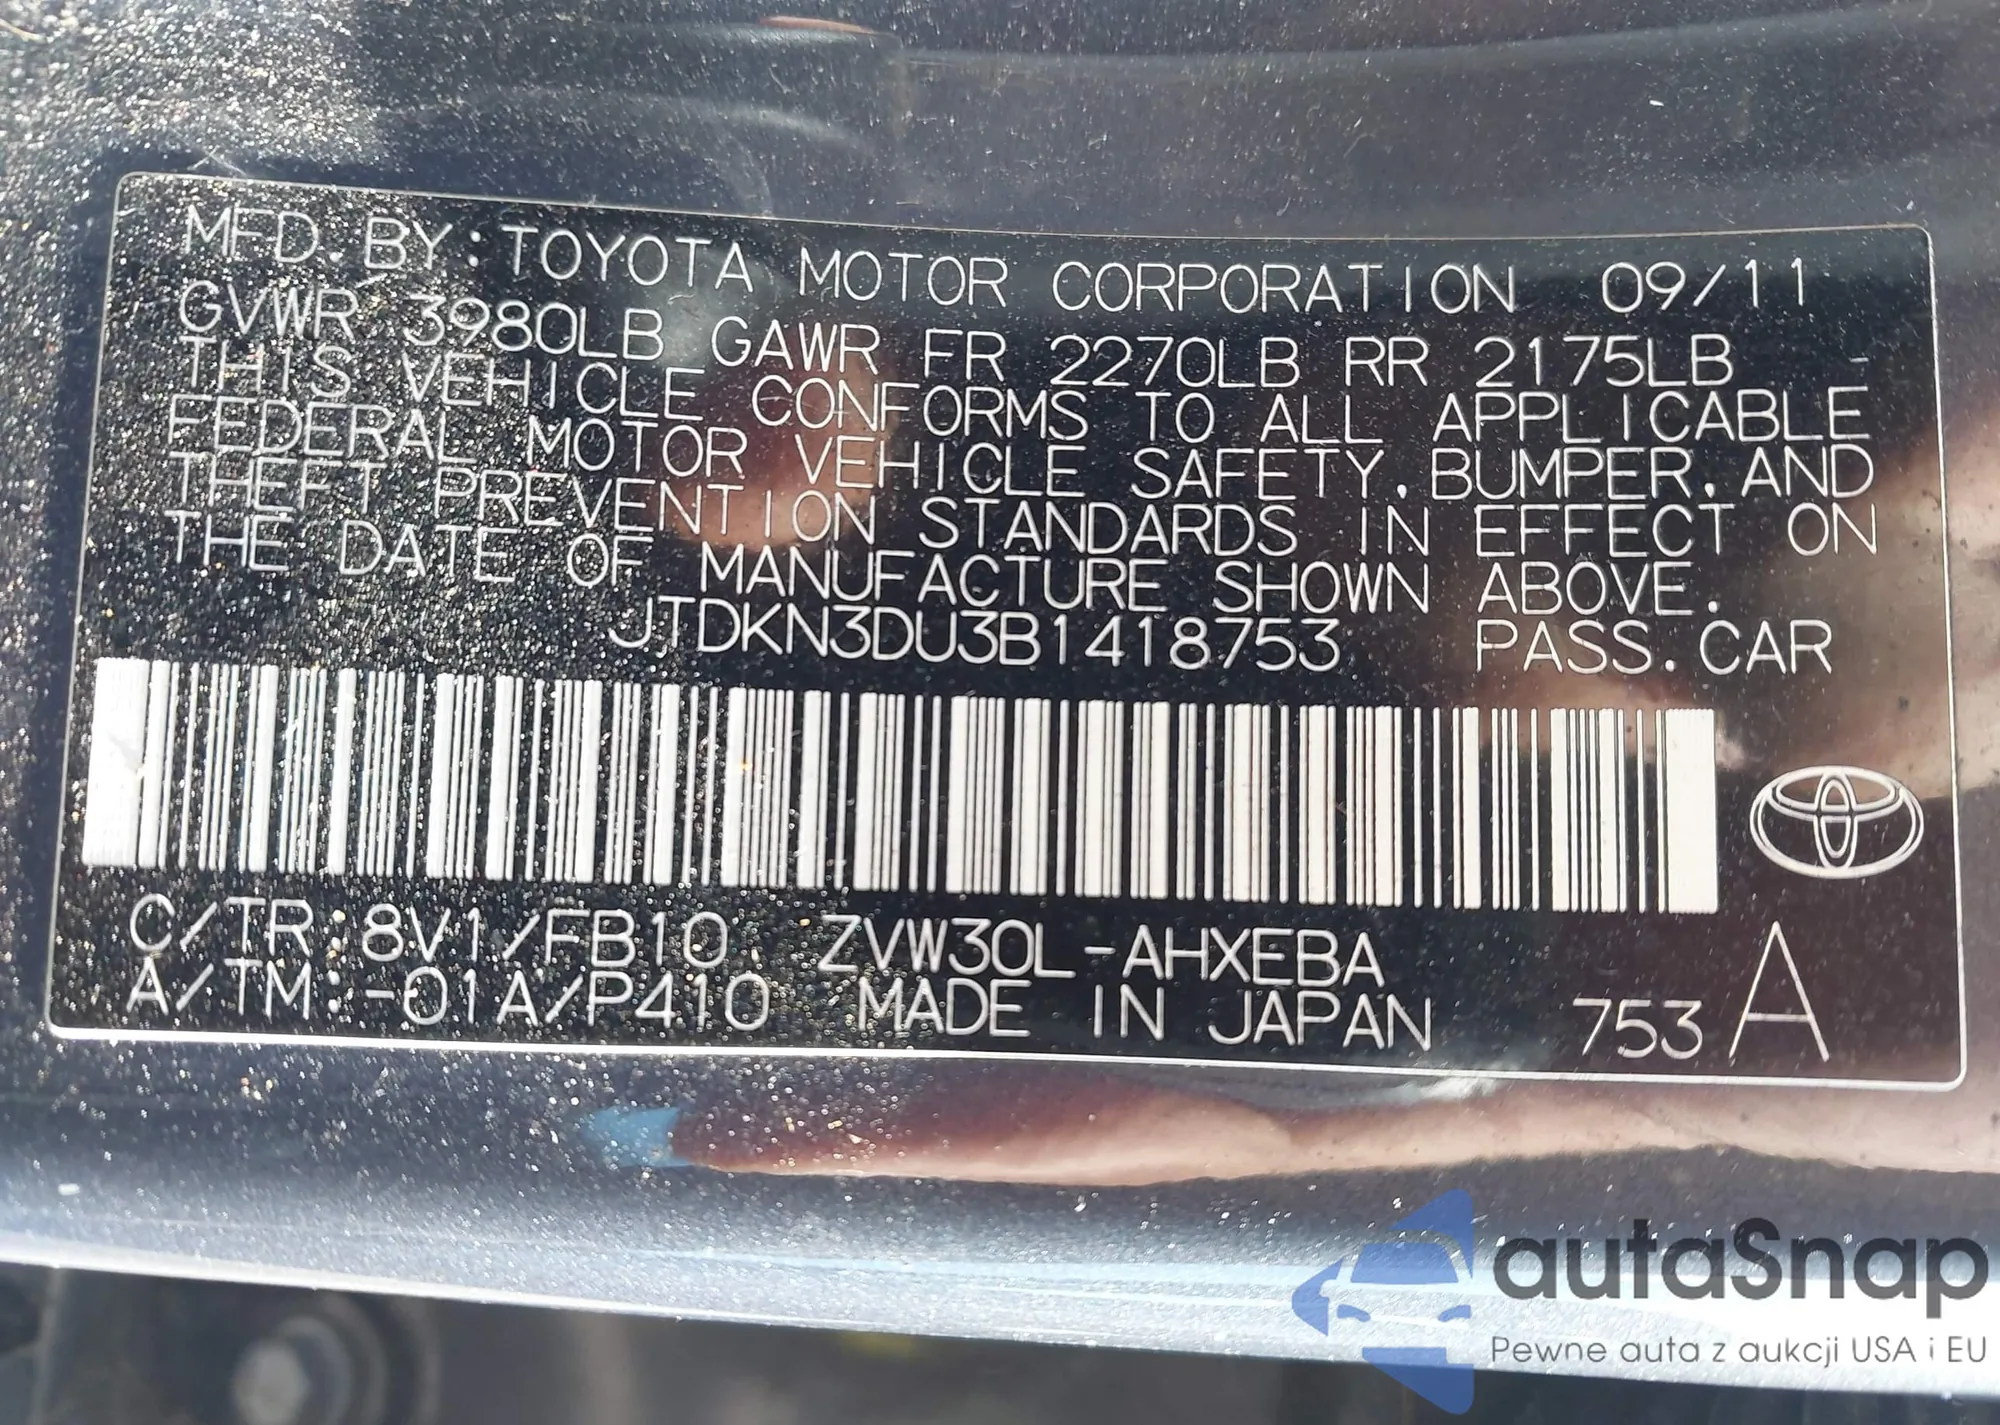 MFD. BY: TOYOTA MOTOR CORPORATION 09/11
GVWR 3980LB GAWR FR 2270LB RR 2175LB
THIS VEHICLE CONFORMS TO ALL APPLICABLE
FEDERAL MOTOR VEHICLE SAFETY, BUMPER, AND
THEFT PREVENTION STANDARDS IN EFFECT ON
THE DATE OF MANUFACTURE SHOWN ABOVE.
JTDKN3DU3B1418753 PASS. CAR
C/TR: 8V1/FB10 ZVW30L-AHXEBA
A/TM: -01A/P410 MADE IN JAPAN 753 A
autaSnap
Pewne auta z aukcji USA i EU